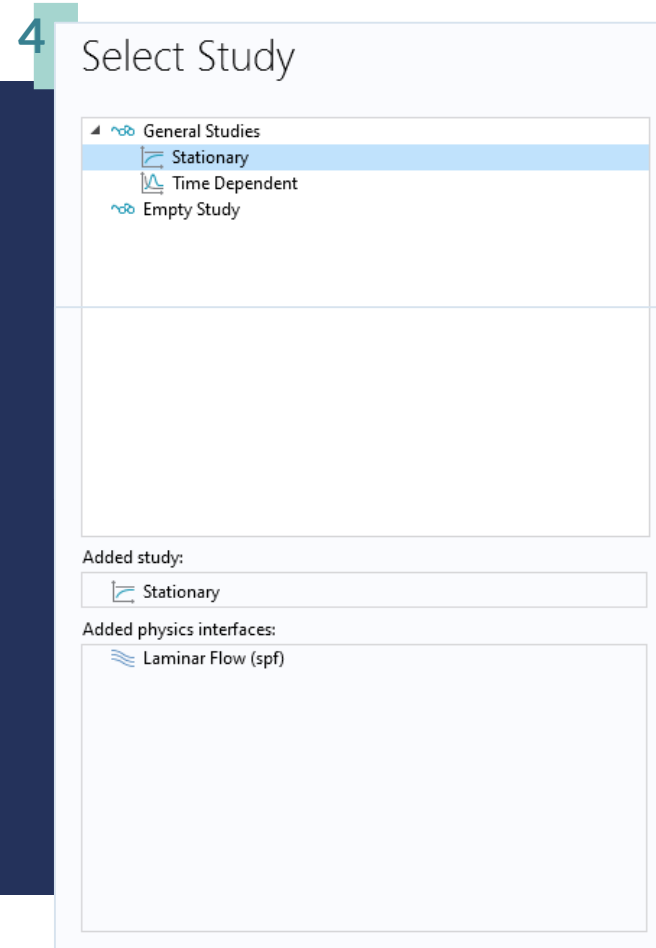 4
Select Study
General Studies
Stationary
Time Dependent
Empty Study
Added study:
Stationary
Added physics interfaces:
Laminar Flow (spf)